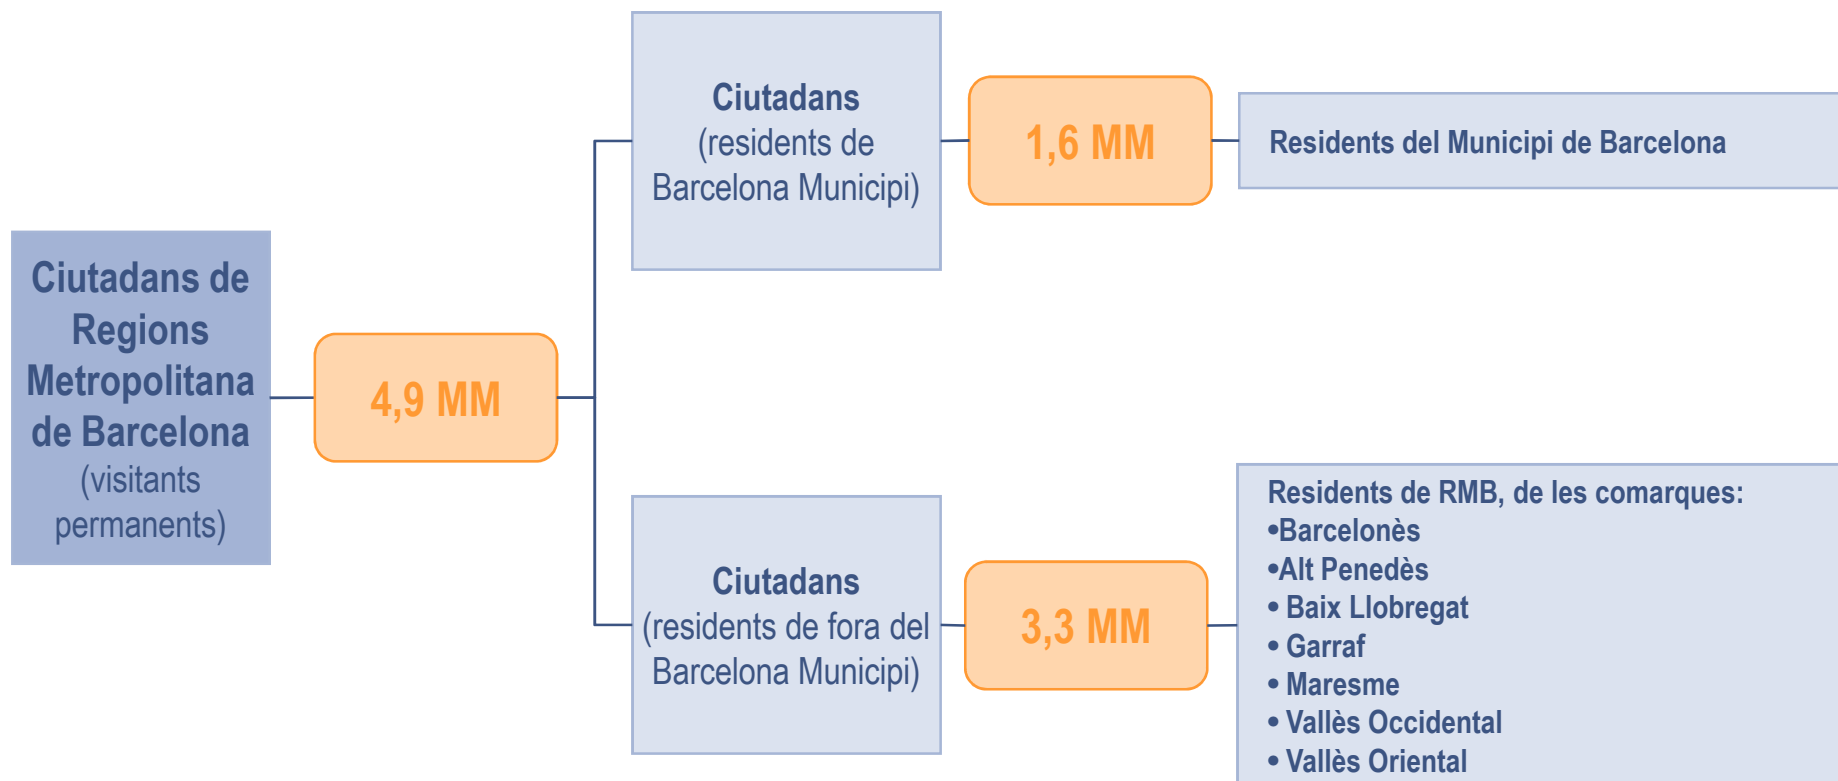 Ciutadans de
Regions
Metropolitana
de Barcelona
(visitants
permanents)
4,9 MM
Ciutadans
(residents de
Barcelona Municipi)
1,6 MM
Residents del Municipi de Barcelona
Ciutadans
(residents de fora del
Barcelona Municipi)
3,3 MM
Residents de RMB, de les comarques:
•Barcelonès
•Alt Penedès
• Baix Llobregat
• Garraf
• Maresme
• Vallès Occidental
• Vallès Oriental